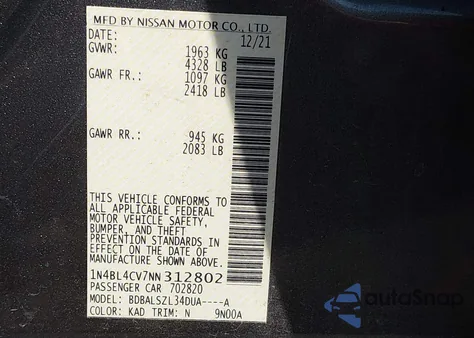 MFD BY NISSAN MOTOR CO., LTD.
DATE: 12/21
GVWR: 1963 KG
4328 LB
GAWR FR.: 1097 KG
2418 LB
GAWR RR.: 945 KG
2083 LB
THIS VEHICLE CONFORMS TO
ALL APPLICABLE FEDERAL
MOTOR VEHICLE SAFETY,
BUMPER, AND THEFT
PREVENTION STANDARDS IN
EFFECT ON THE DATE OF
MANUFACTURE SHOWN ABOVE.
1N4BL4CV7NN312802
PASSENGER CAR 702820
MODEL: BDBALSZL34DUA----A
COLOR: KAD TRIM: N 9N00A
autoSnap